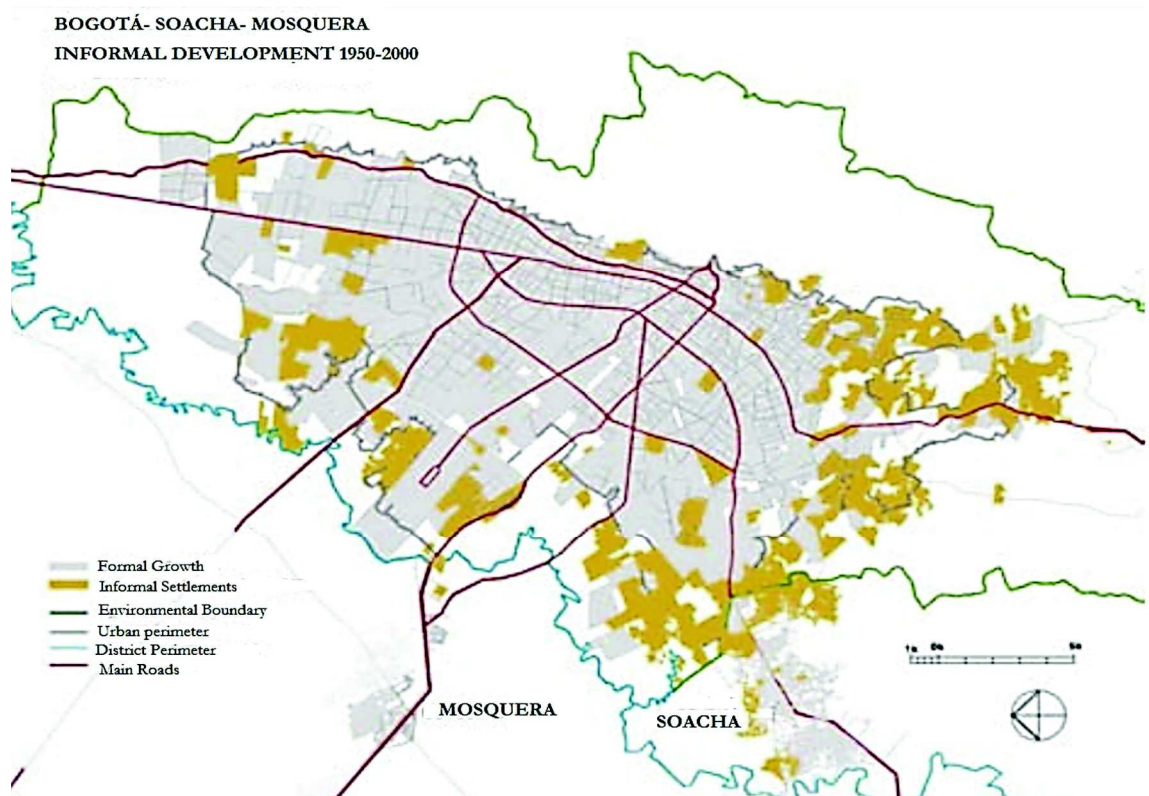 BOGOTÁ- SOACHA- MOSQUERA
INFORMAL DEVELOPMENT 1950-2000
Formal Growth
Informal Settlements
Environmental Boundary
Urban perimeter
District Perimeter
Main Roads
MOSQUERA
SOACHA